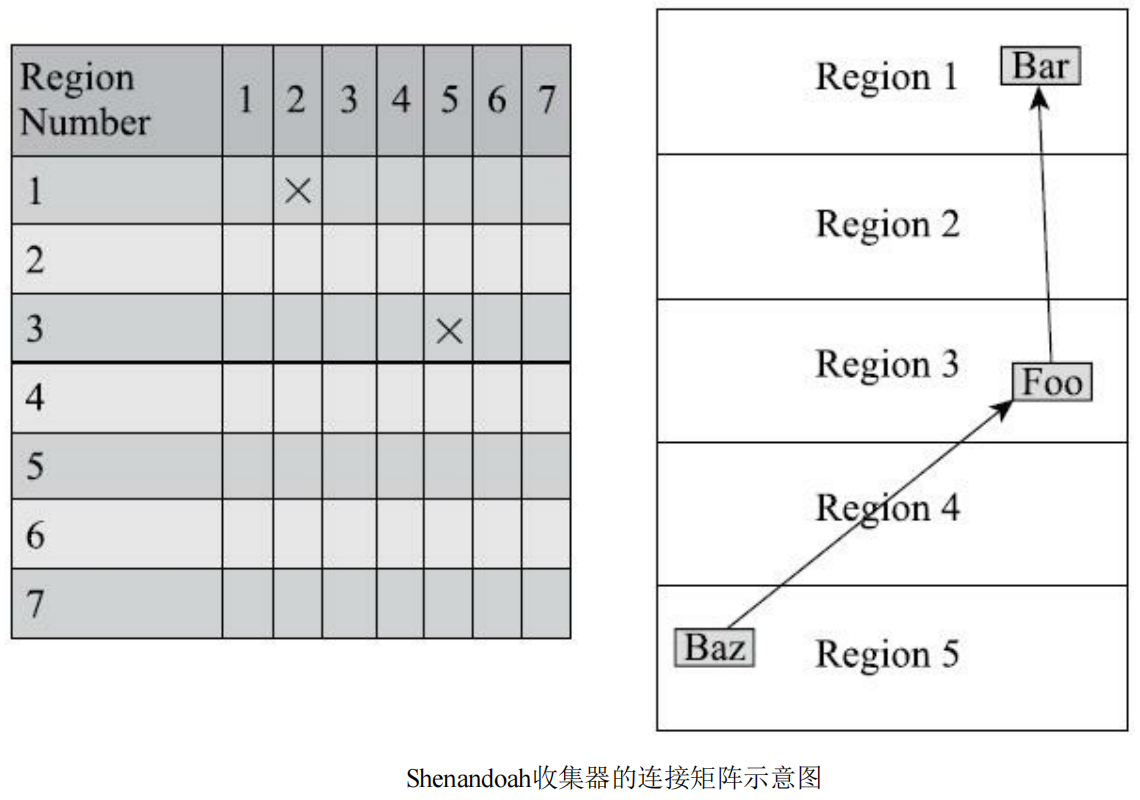 Region Number 1 2 3 4 5 6 7
1 ×
2
3 ×
4
5
6
7
Region 1 Bar
Region 2
Region 3 Foo
Region 4
Baz Region 5
Shenandoah收集器的连接矩阵示意图